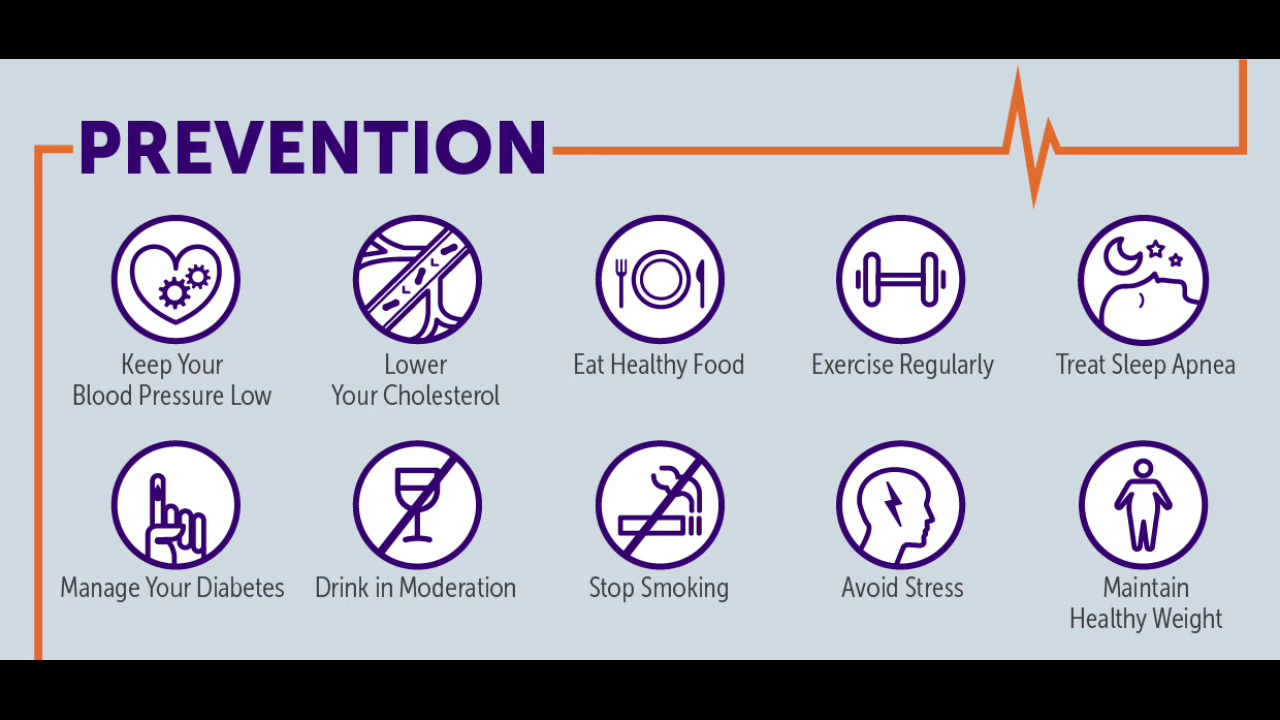 PREVENTION
Keep Your
Blood Pressure Low
Lower
Your Cholesterol
Eat Healthy Food
Exercise Regularly
Treat Sleep Apnea
Manage Your Diabetes
Drink in Moderation
Stop Smoking
Avoid Stress
Maintain
Healthy Weight